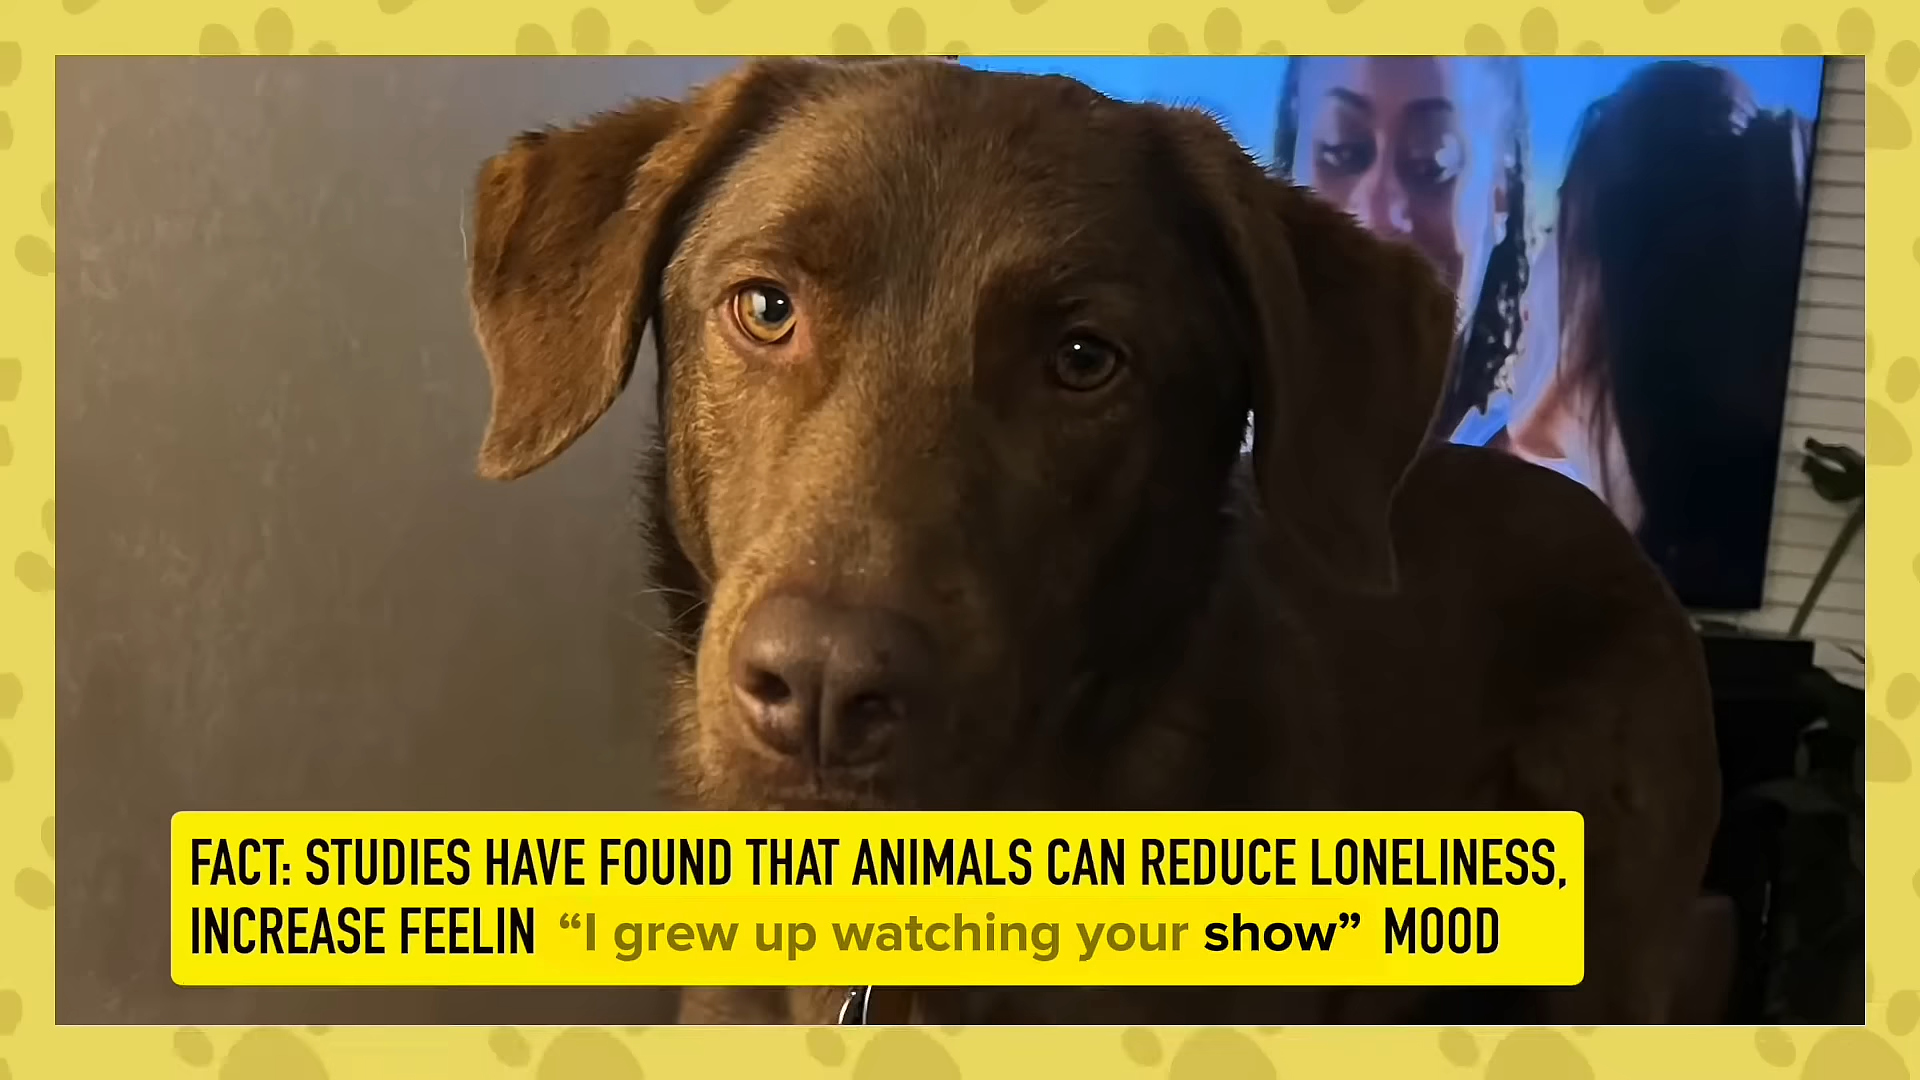 FACT: STUDIES HAVE FOUND THAT ANIMALS CAN REDUCE LONELINESS,
INCREASE FEELIN “I grew up watching your show” MOOD